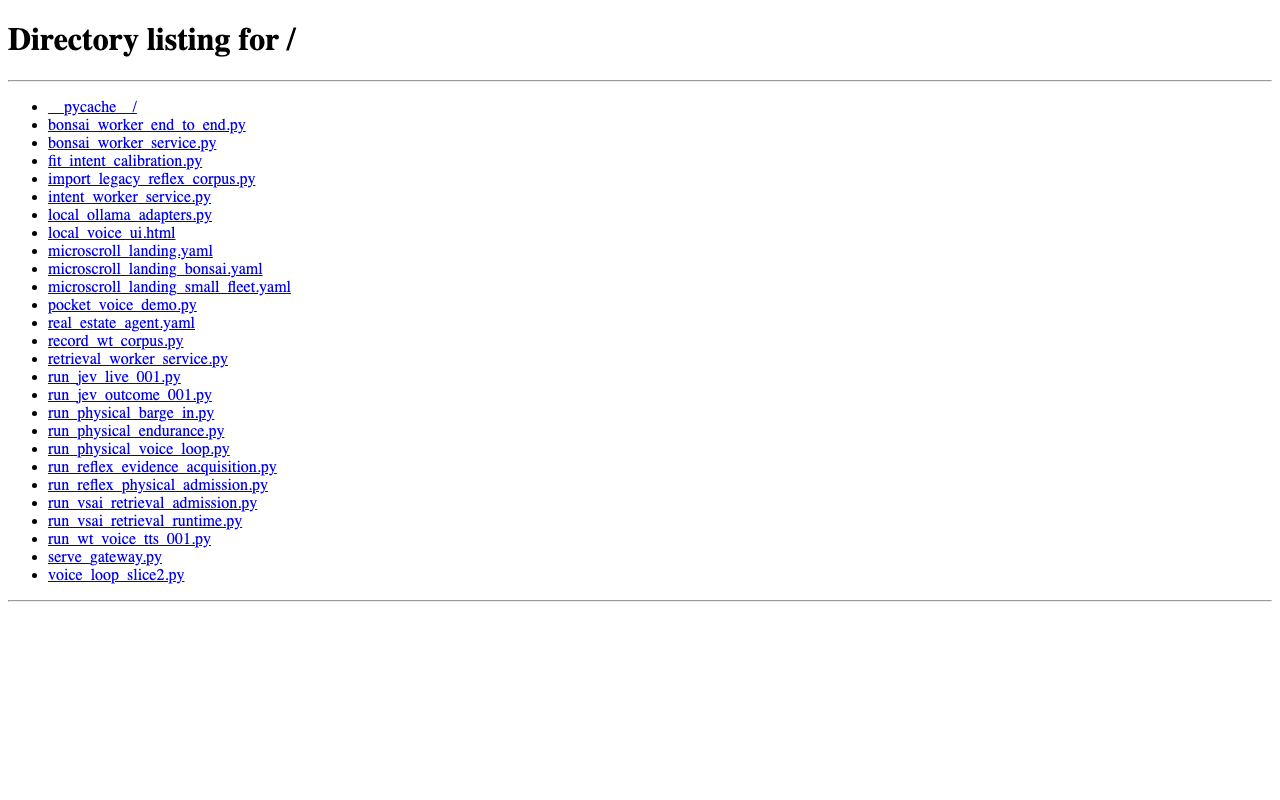 Directory listing for /
__pycache__/
bonsai_worker_end_to_end.py
bonsai_worker_service.py
fit_intent_calibration.py
import_legacy_reflex_corpus.py
intent_worker_service.py
local_ollama_adapters.py
local_voice_ui.html
microscroll_landing.yaml
microscroll_landing_bonsai.yaml
microscroll_landing_small_fleet.yaml
pocket_voice_demo.py
real_estate_agent.yaml
record_wt_corpus.py
retrieval_worker_service.py
run_jev_live_001.py
run_jev_outcome_001.py
run_physical_barge_in.py
run_physical_endurance.py
run_physical_voice_loop.py
run_reflex_evidence_acquisition.py
run_reflex_physical_admission.py
run_vsai_retrieval_admission.py
run_vsai_retrieval_runtime.py
run_wt_voice_tts_001.py
serve_gateway.py
voice_loop_slice2.py